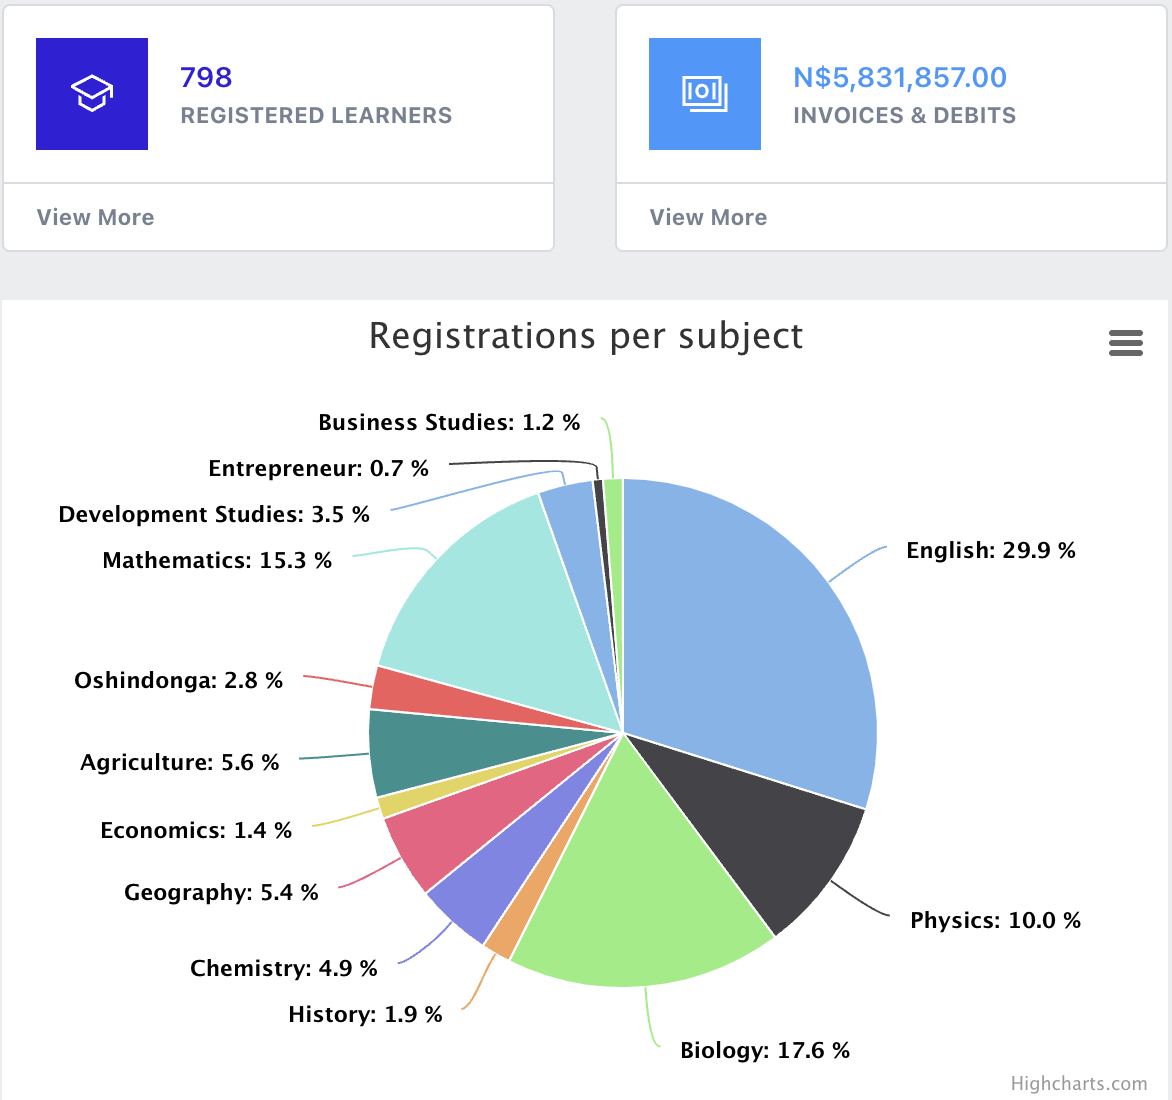 798
REGISTERED LEARNERS
View More
N$5,831,857.00
INVOICES & DEBITS
View More
Registrations per subject
Business Studies: 1.2 %
Entrepreneur: 0.7 %
Development Studies: 3.5 %
Mathematics: 15.3 %
English: 29.9 %
Oshindonga: 2.8 %
Agriculture: 5.6 %
Economics: 1.4 %
Geography: 5.4 %
Physics: 10.0 %
Chemistry: 4.9 %
History: 1.9 %
Biology: 17.6 %
Highcharts.com